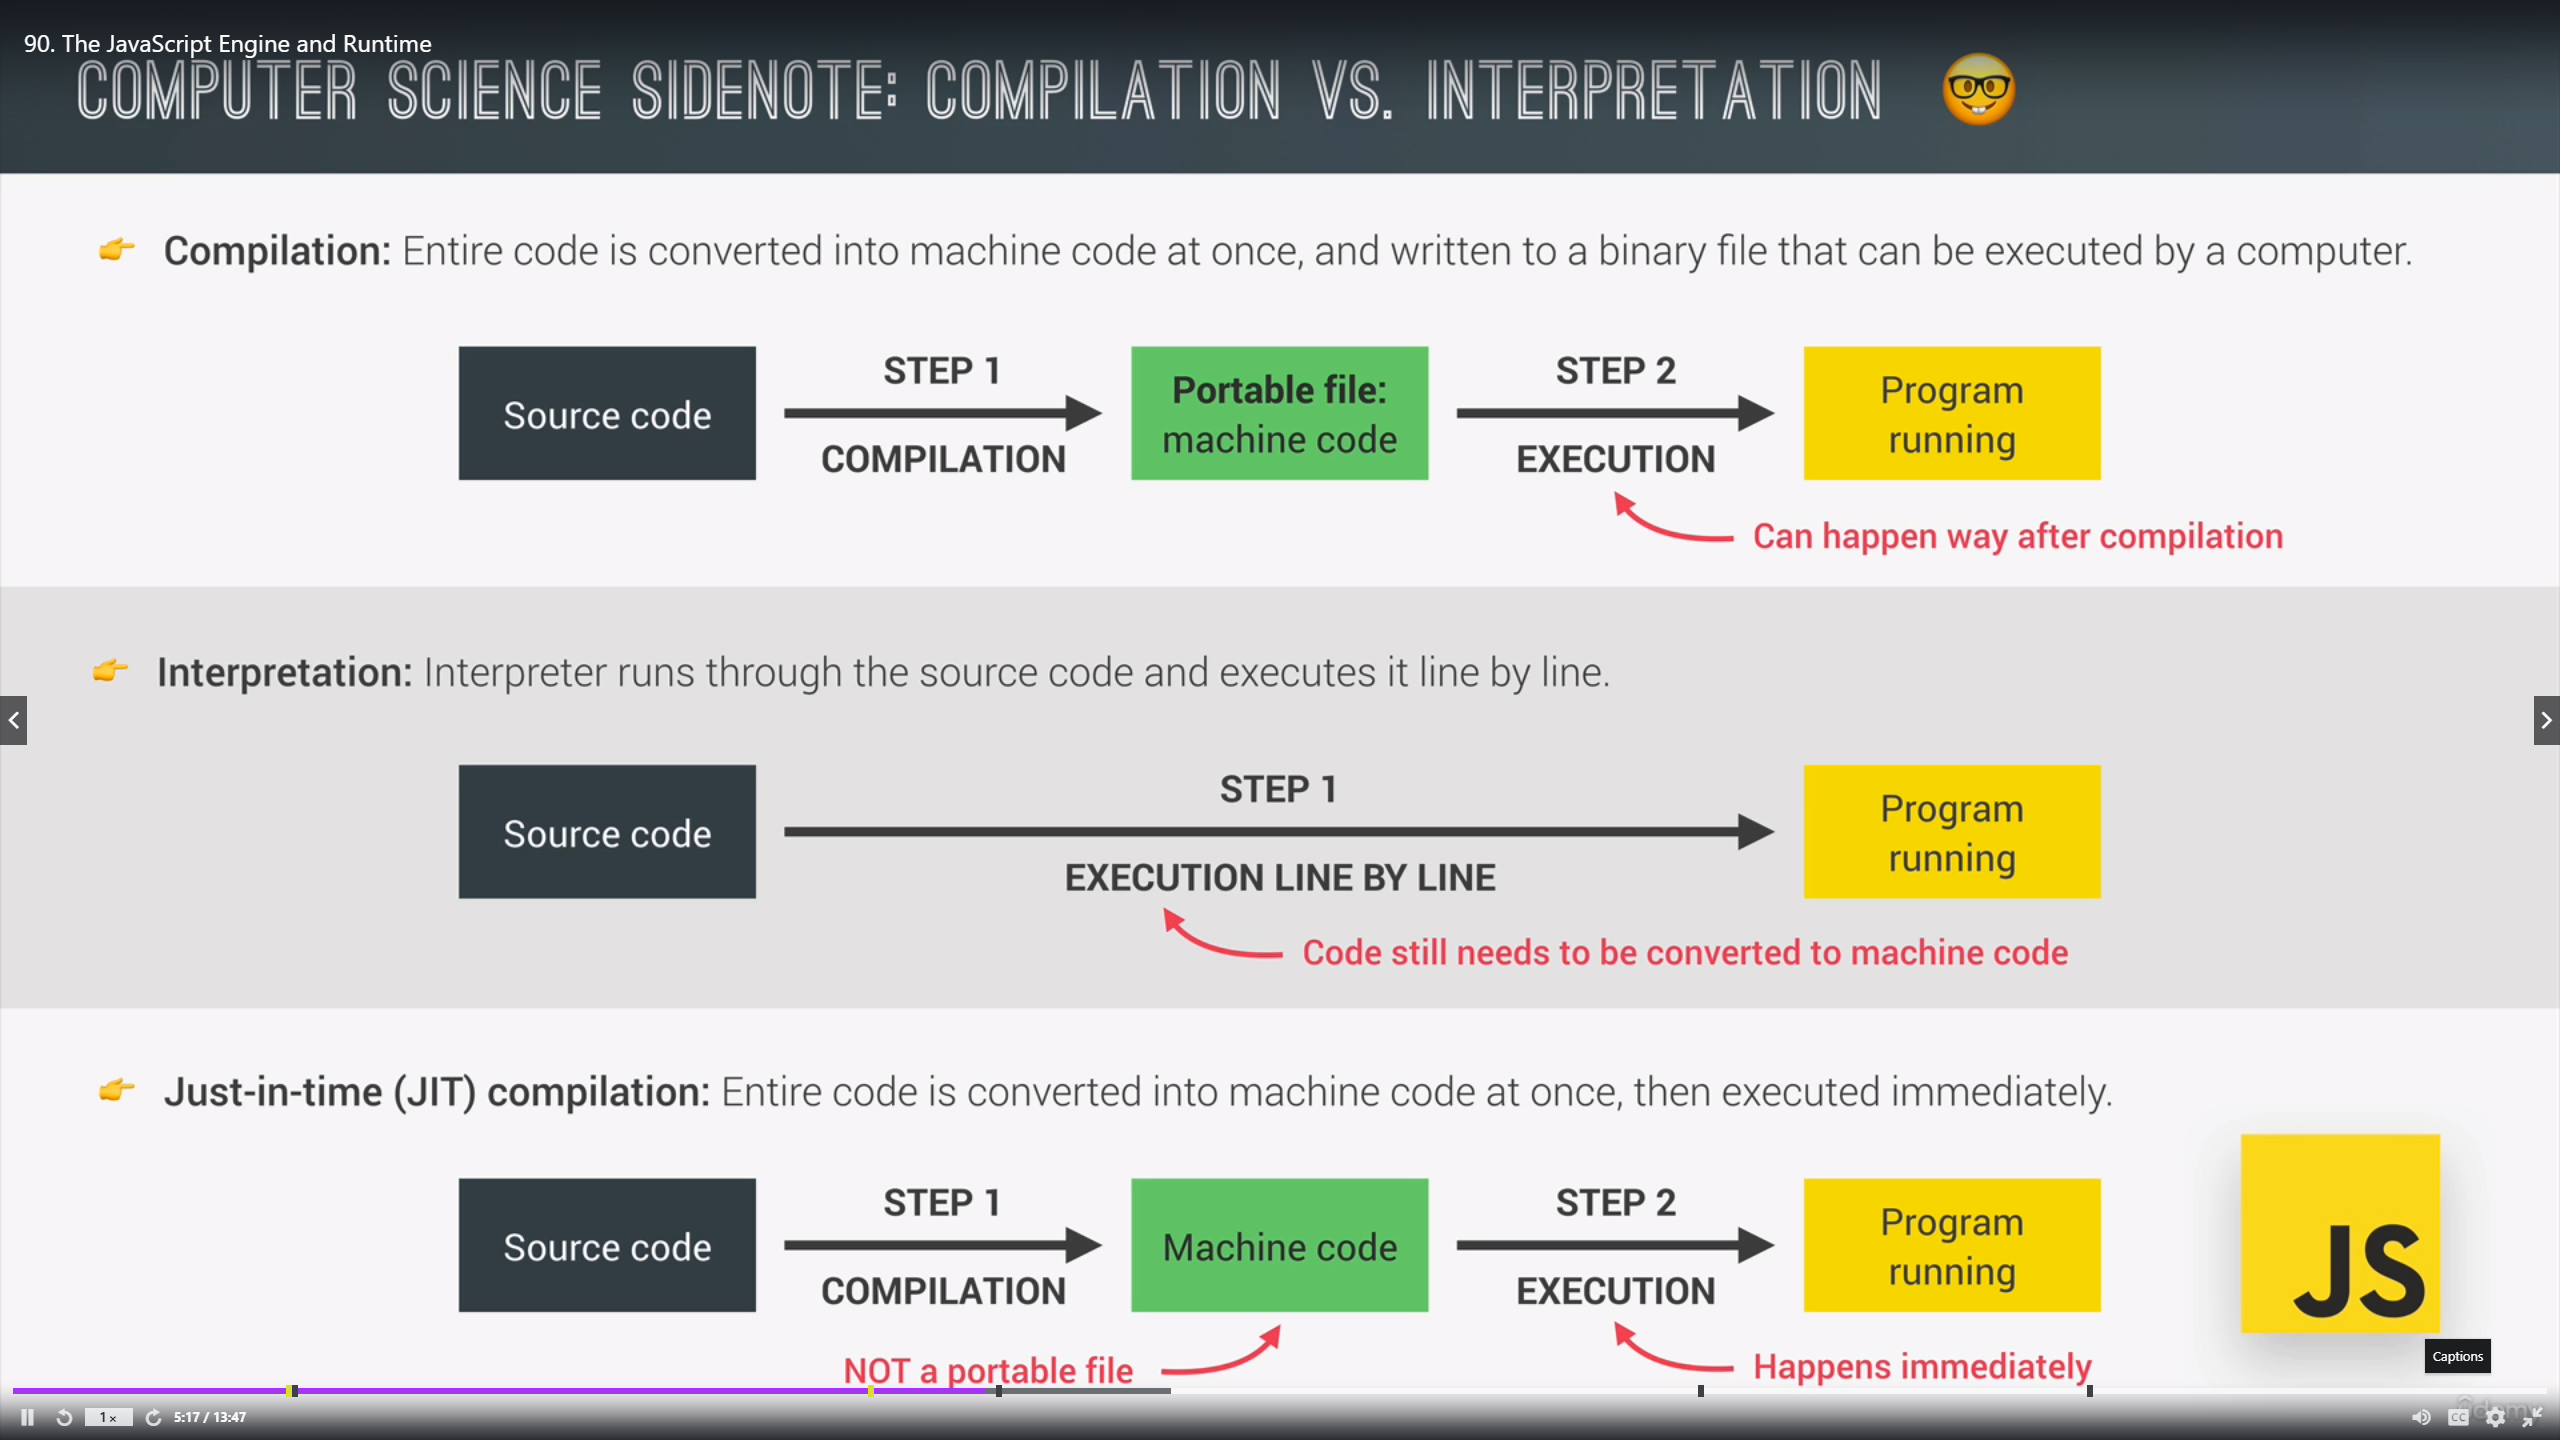 90. The JavaScript Engine and Runtime
COMPUTER SCIENCE SIDENOTE: COMPILATION VS. INTERPRETATION
Compilation: Entire code is converted into machine code at once, and written to a binary file that can be executed by a computer.
Source code
STEP 1
COMPILATION
Portable file:
machine code
STEP 2
EXECUTION
Program
running
Can happen way after compilation
Interpretation: Interpreter runs through the source code and executes it line by line.
Source code
STEP 1
EXECUTION LINE BY LINE
Program
running
Code still needs to be converted to machine code
Just-in-time (JIT) compilation: Entire code is converted into machine code at once, then executed immediately.
Source code
STEP 1
COMPILATION
Machine code
STEP 2
EXECUTION
Program
running
JS
NOT a portable file
Happens immediately
Captions
1×
5:17 / 13:47
CC
udemy